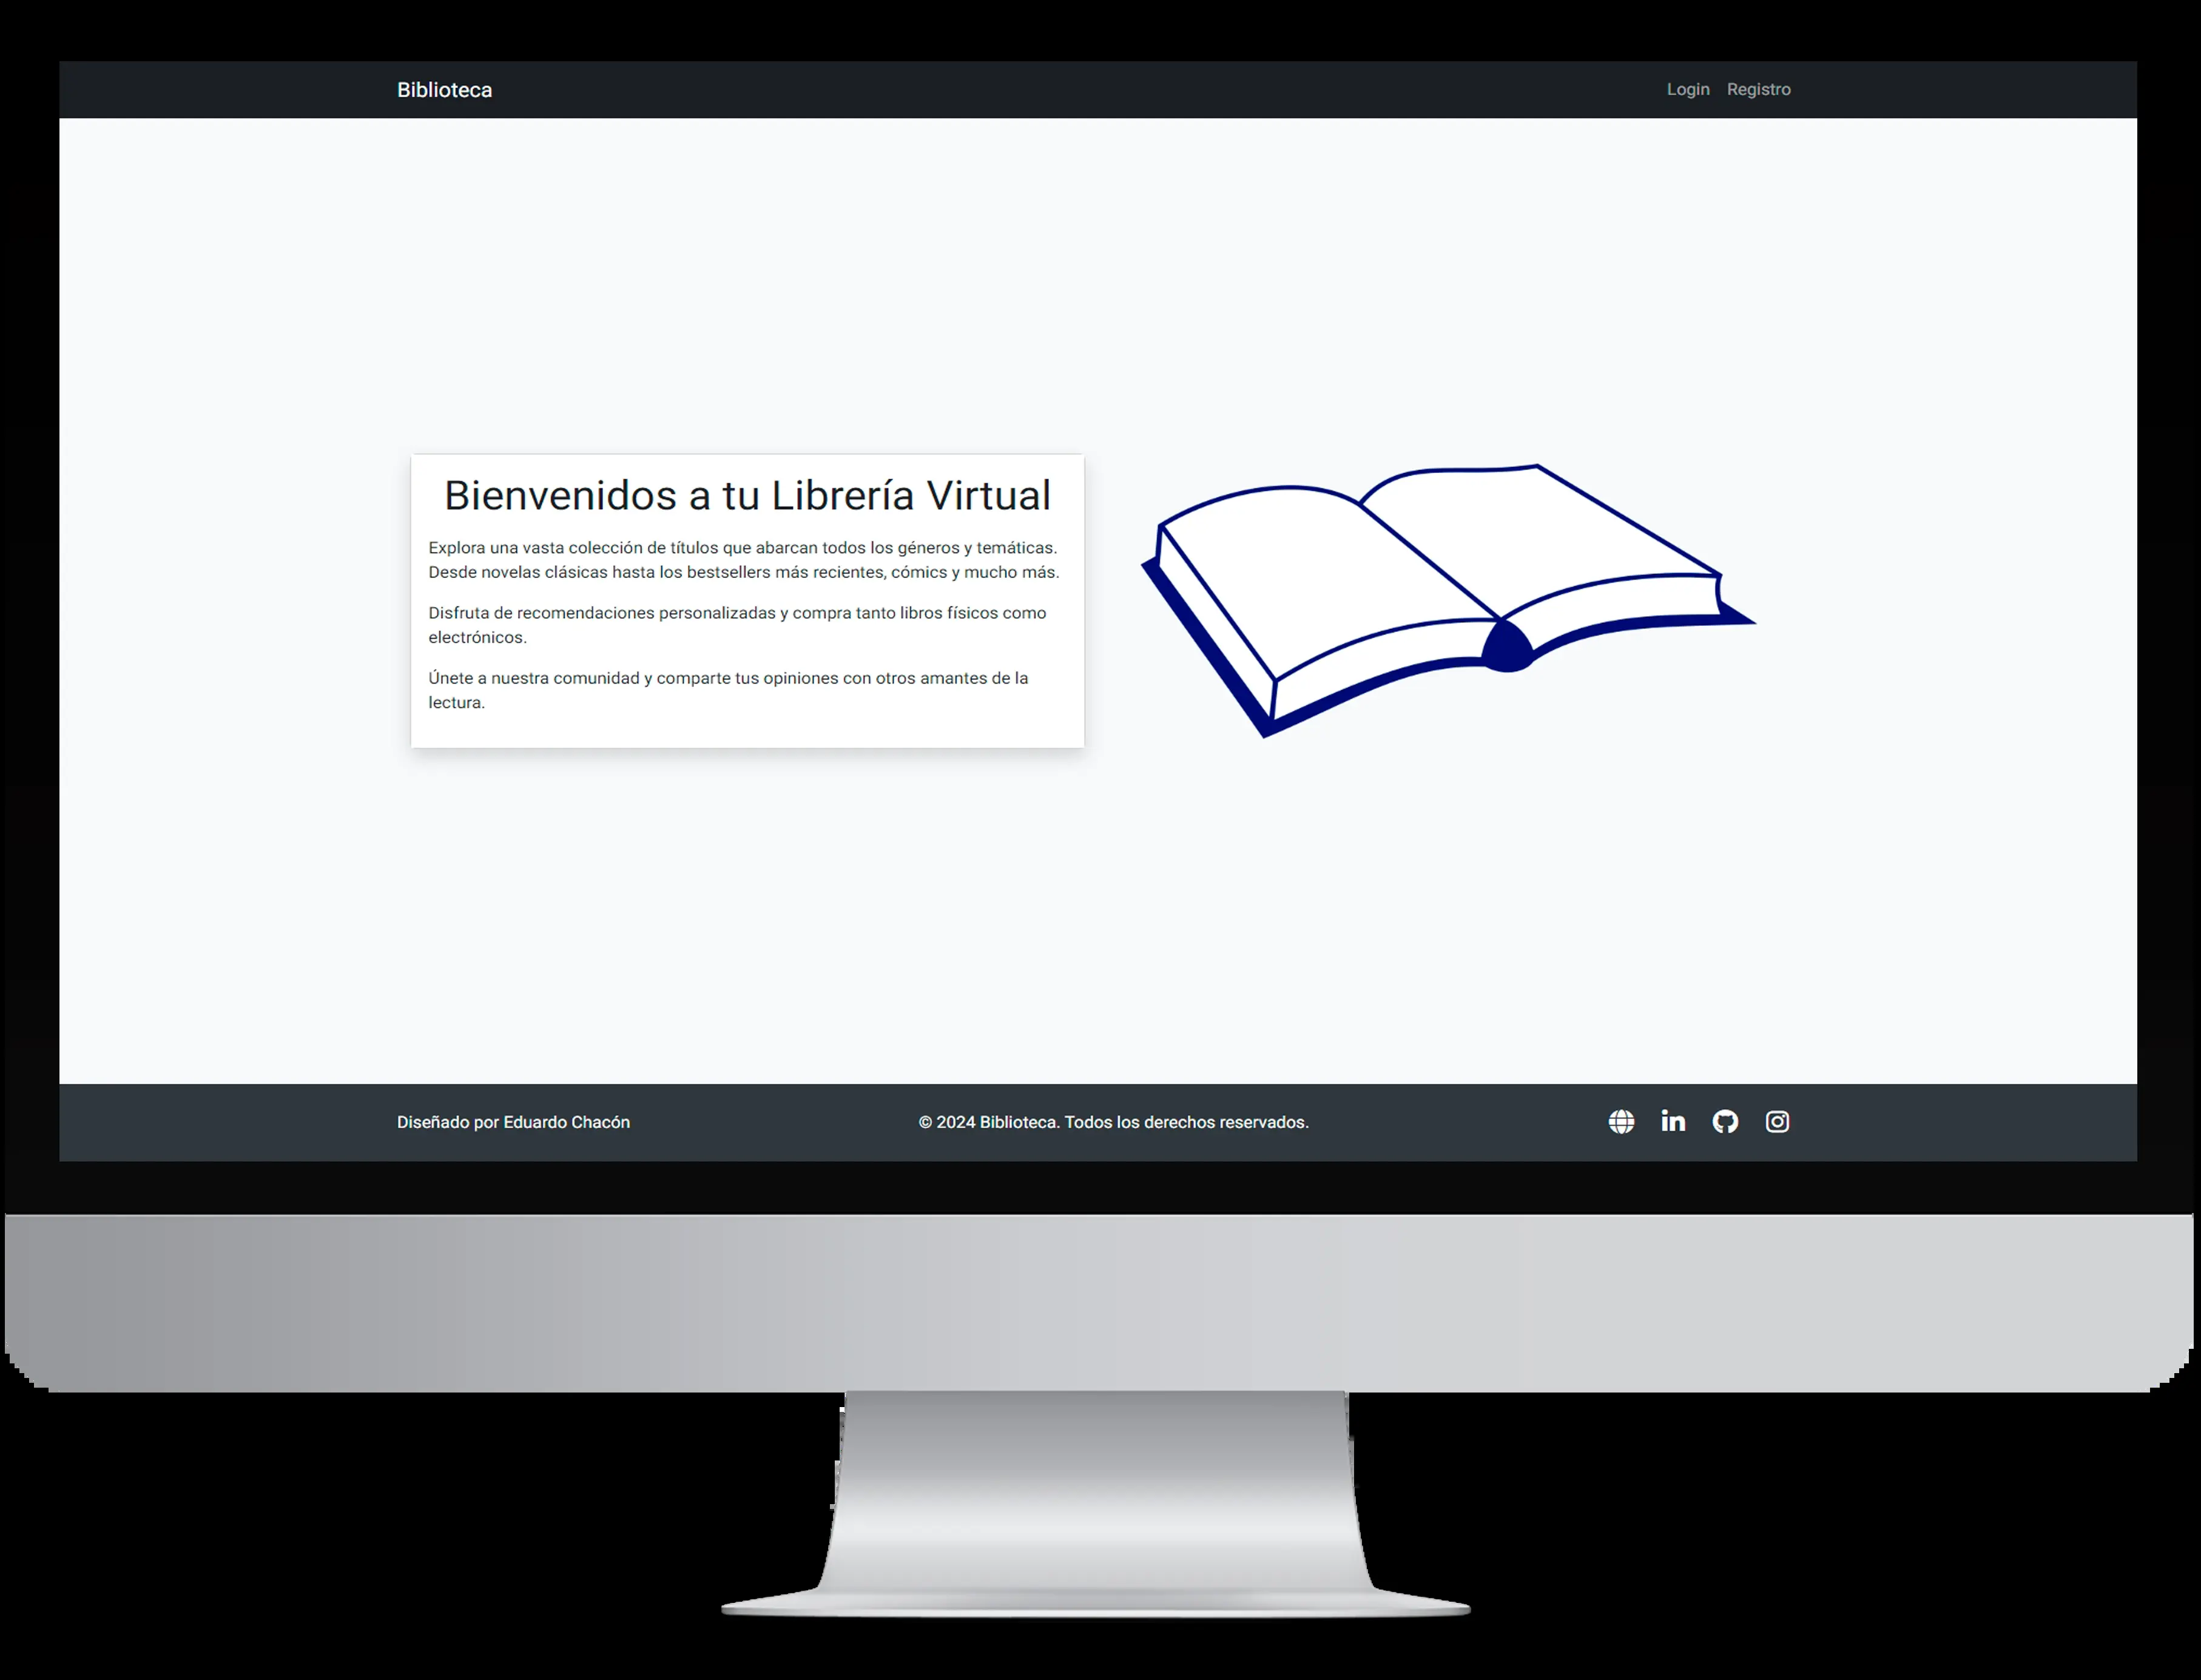 Biblioteca
Login Registro
Bienvenidos a tu Librería Virtual
Explora una vasta colección de títulos que abarcan todos los géneros y temáticas.
Desde novelas clásicas hasta los bestsellers más recientes, cómics y mucho más.
Disfruta de recomendaciones personalizadas y compra tanto libros físicos como
electrónicos.
Únete a nuestra comunidad y comparte tus opiniones con otros amantes de la
lectura.
Diseñado por Eduardo Chacón
© 2024 Biblioteca. Todos los derechos reservados.
in